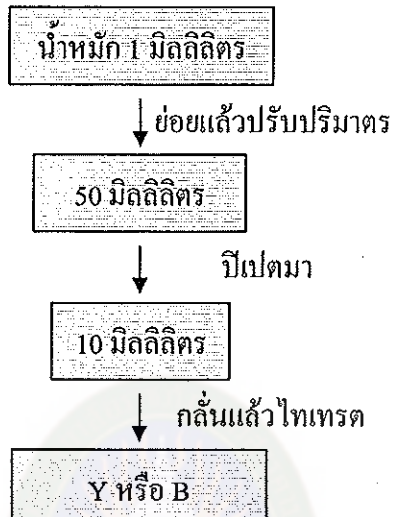 น้ำหมัก 1 มิลลิลิตร
ย่อยแล้วปรับปริมาตร
50 มิลลิลิตร
ปีเปตมา
10 มิลลิลิตร
กลั่นแล้วไทเทรต
Y หรือ B